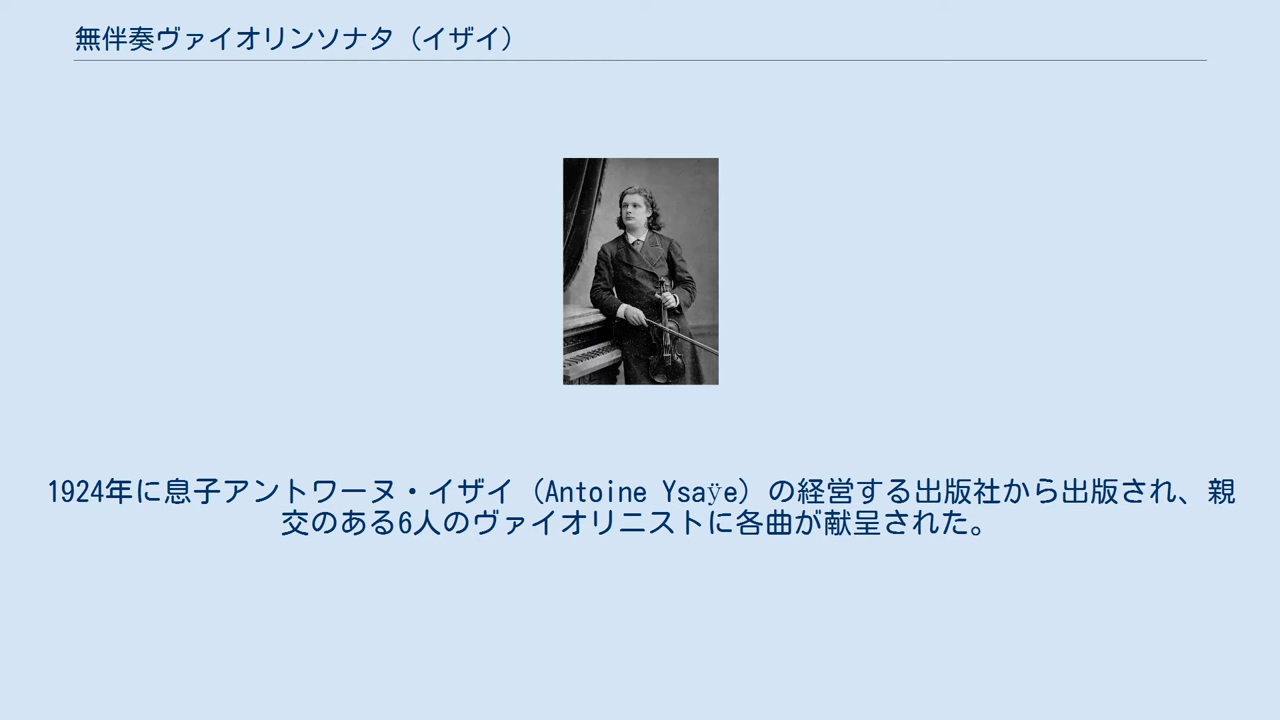 無伴奏ヴァイオリンソナタ（イザイ）
1924年に息子アントワーヌ・イザイ（Antoine Ysaÿe）の経営する出版社から出版され、親
交のある6人のヴァイオリニストに各曲が献呈された。